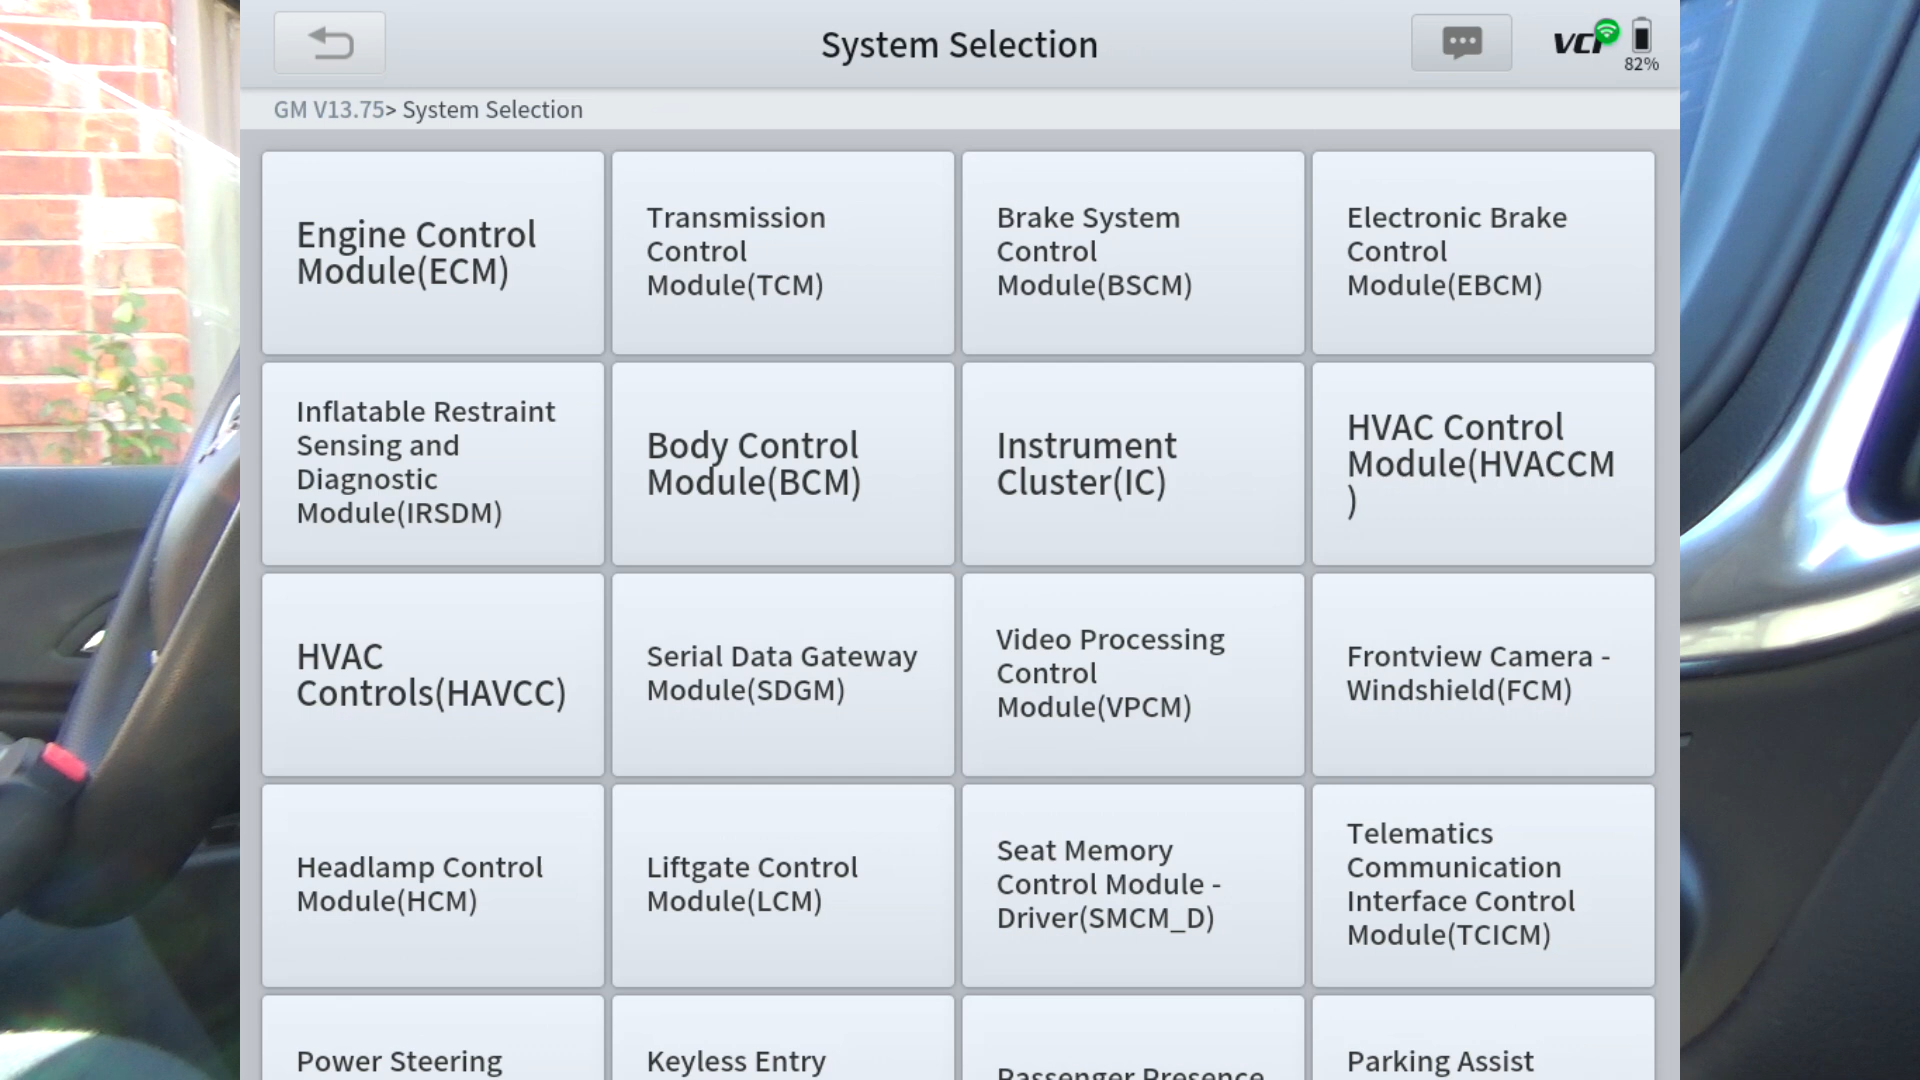 System Selection
VCI
82%
GM V13.75> System Selection
Engine Control
Module(ECM)
Transmission
Control
Module(TCM)
Brake System
Control
Module(BSCM)
Electronic Brake
Control
Module(EBCM)
Inflatable Restraint
Sensing and
Diagnostic
Module(IRSDM)
Body Control
Module(BCM)
Instrument
Cluster(IC)
HVAC Control
Module(HVACCM
)
HVAC
Controls(HAVCC)
Serial Data Gateway
Module(SDGM)
Video Processing
Control
Module(VPCM)
Frontview Camera -
Windshield(FCM)
Headlamp Control
Module(HCM)
Liftgate Control
Module(LCM)
Seat Memory
Control Module -
Driver(SMCM_D)
Telematics
Communication
Interface Control
Module(TCICM)
Power Steering
Keyless Entry
Passenger Presence
Parking Assist